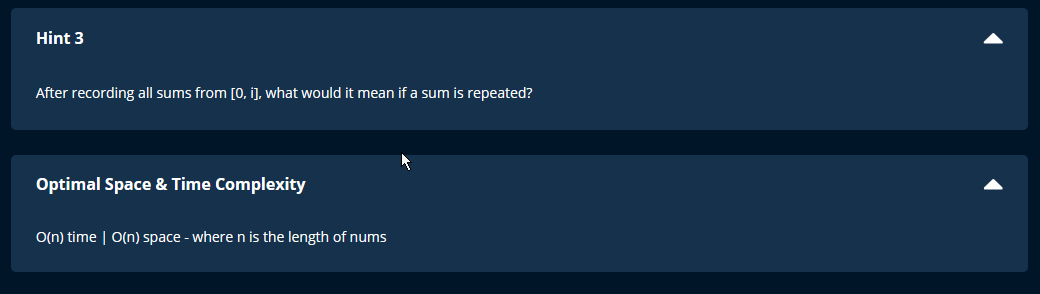 Hint 3
After recording all sums from [0, i], what would it mean if a sum is repeated?
Optimal Space & Time Complexity
O(n) time | O(n) space - where n is the length of nums